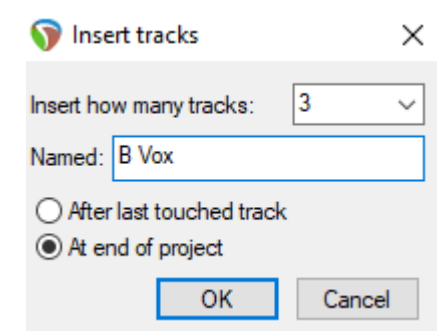 Insert tracks
Insert how many tracks: 3
Named: B Vox
After last touched track
At end of project
OK Cancel